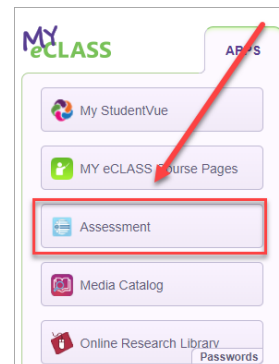 MY
eCLASS
APPS
My StudentVue
MY eCLASS Course Pages
Assessment
Media Catalog
Online Research Library
Passwords